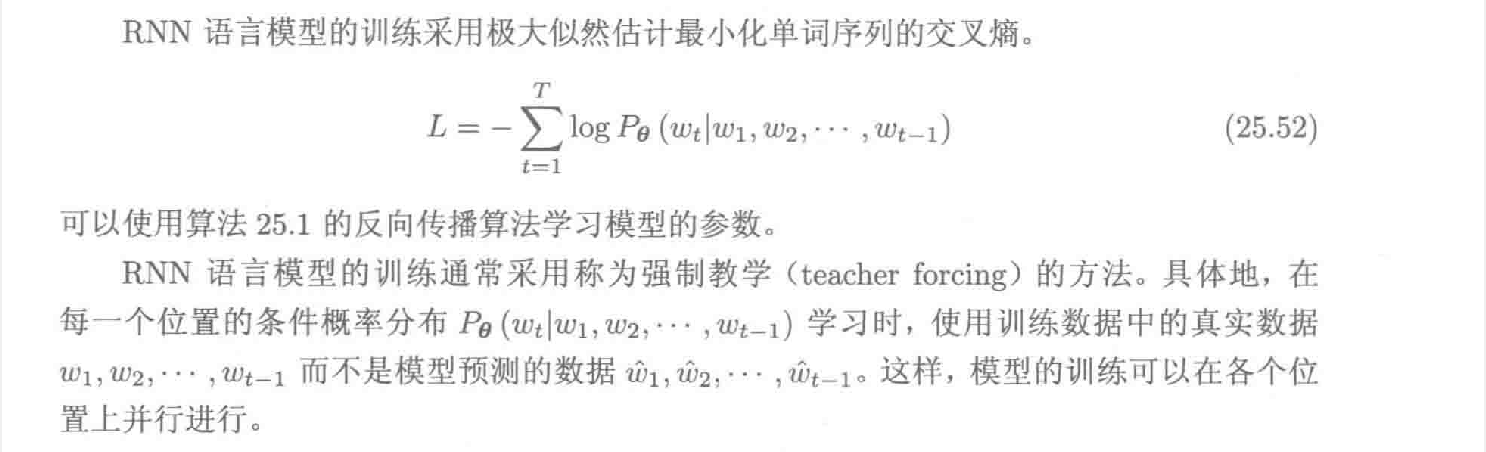 RNN 语言模型的训练采用极大似然估计最小化单词序列的交叉熵。
L = -\sum_{t=1}^{T} \log P_{\boldsymbol{\theta}} (w_t|w_1, w_2, \cdots, w_{t-1}) (25.52)
可以使用算法 25.1 的反向传播算法学习模型的参数。
RNN 语言模型的训练通常采用称为强制教学（teacher forcing）的方法。具体地，在
每一个位置的条件概率分布 P_{\boldsymbol{\theta}} (w_t|w_1, w_2, \cdots, w_{t-1}) 学习时，使用训练数据中的真实数据
w_1, w_2, \cdots, w_{t-1} 而不是模型预测的数据 \hat{w}_1, \hat{w}_2, \cdots, \hat{w}_{t-1}。这样，模型的训练可以在各个位
置上并行进行。